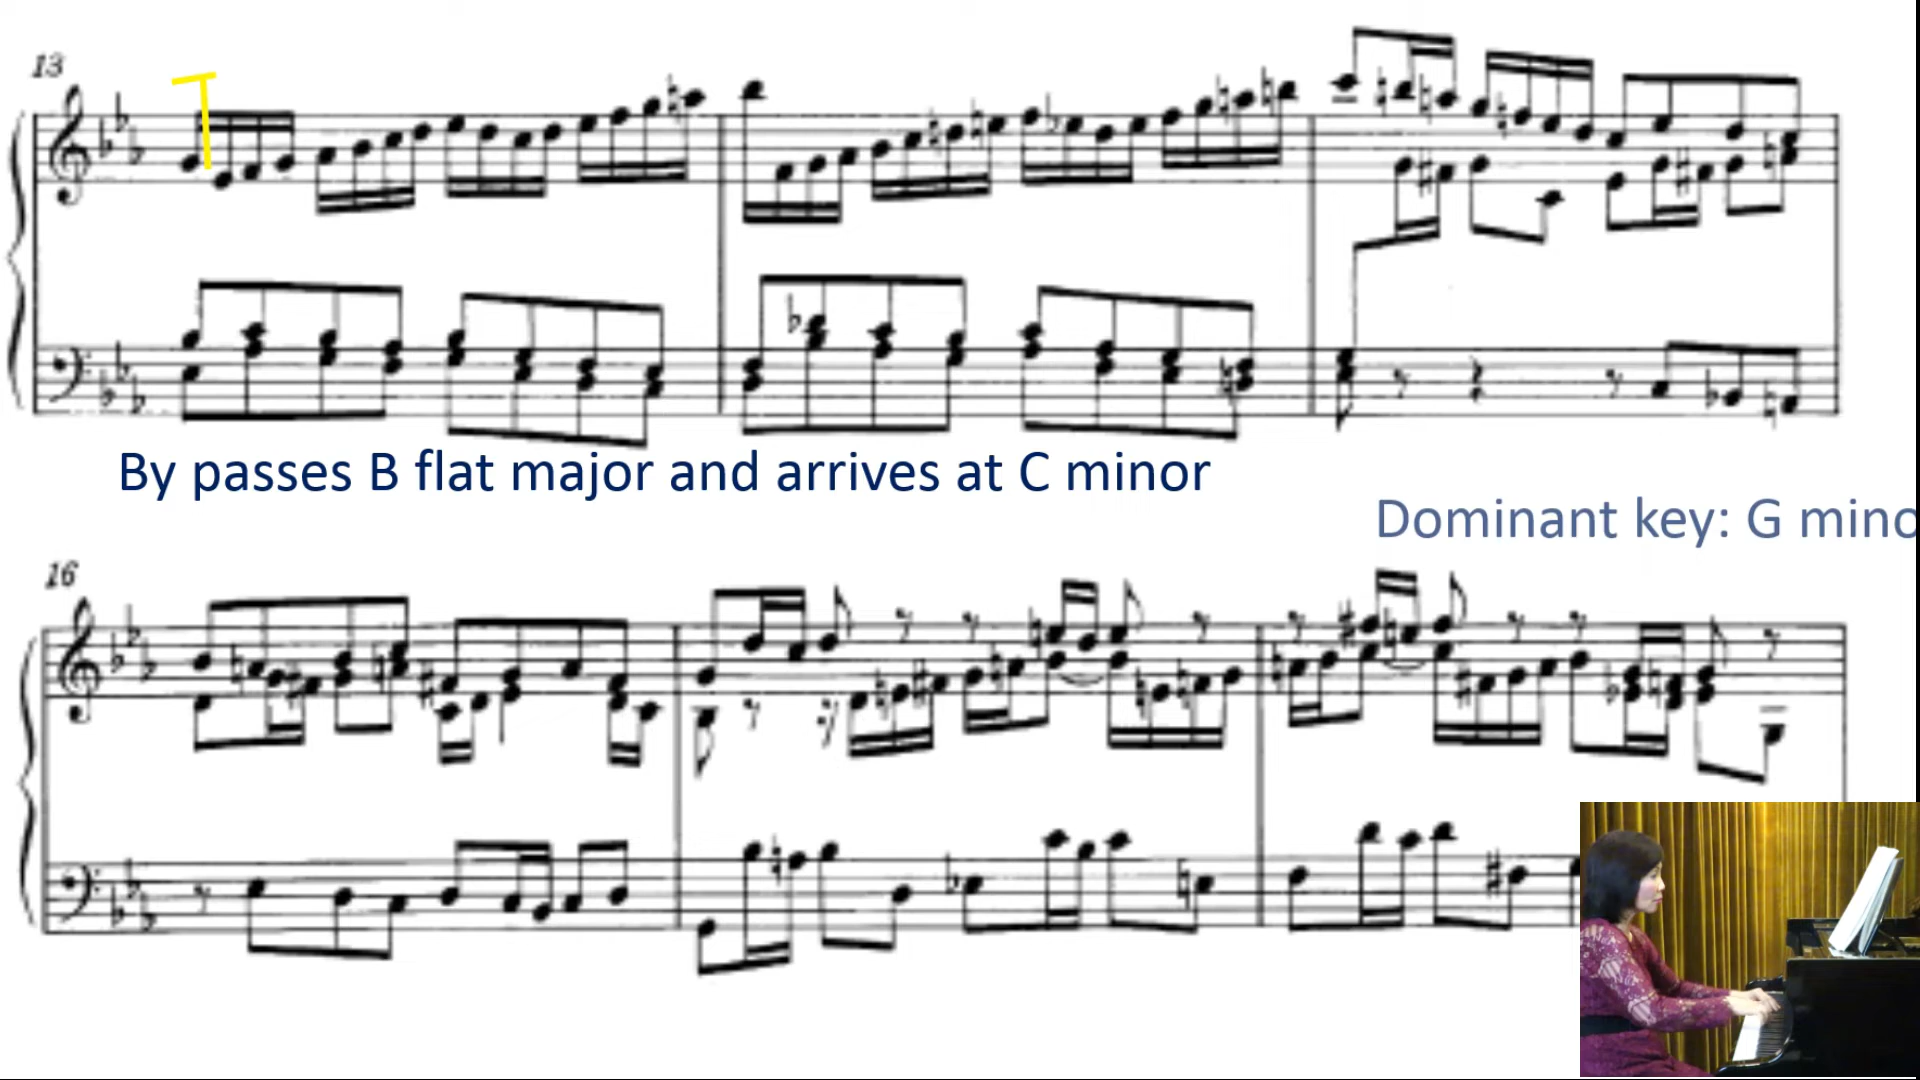 13
By passes B flat major and arrives at C minor
Dominant key: G mino
16